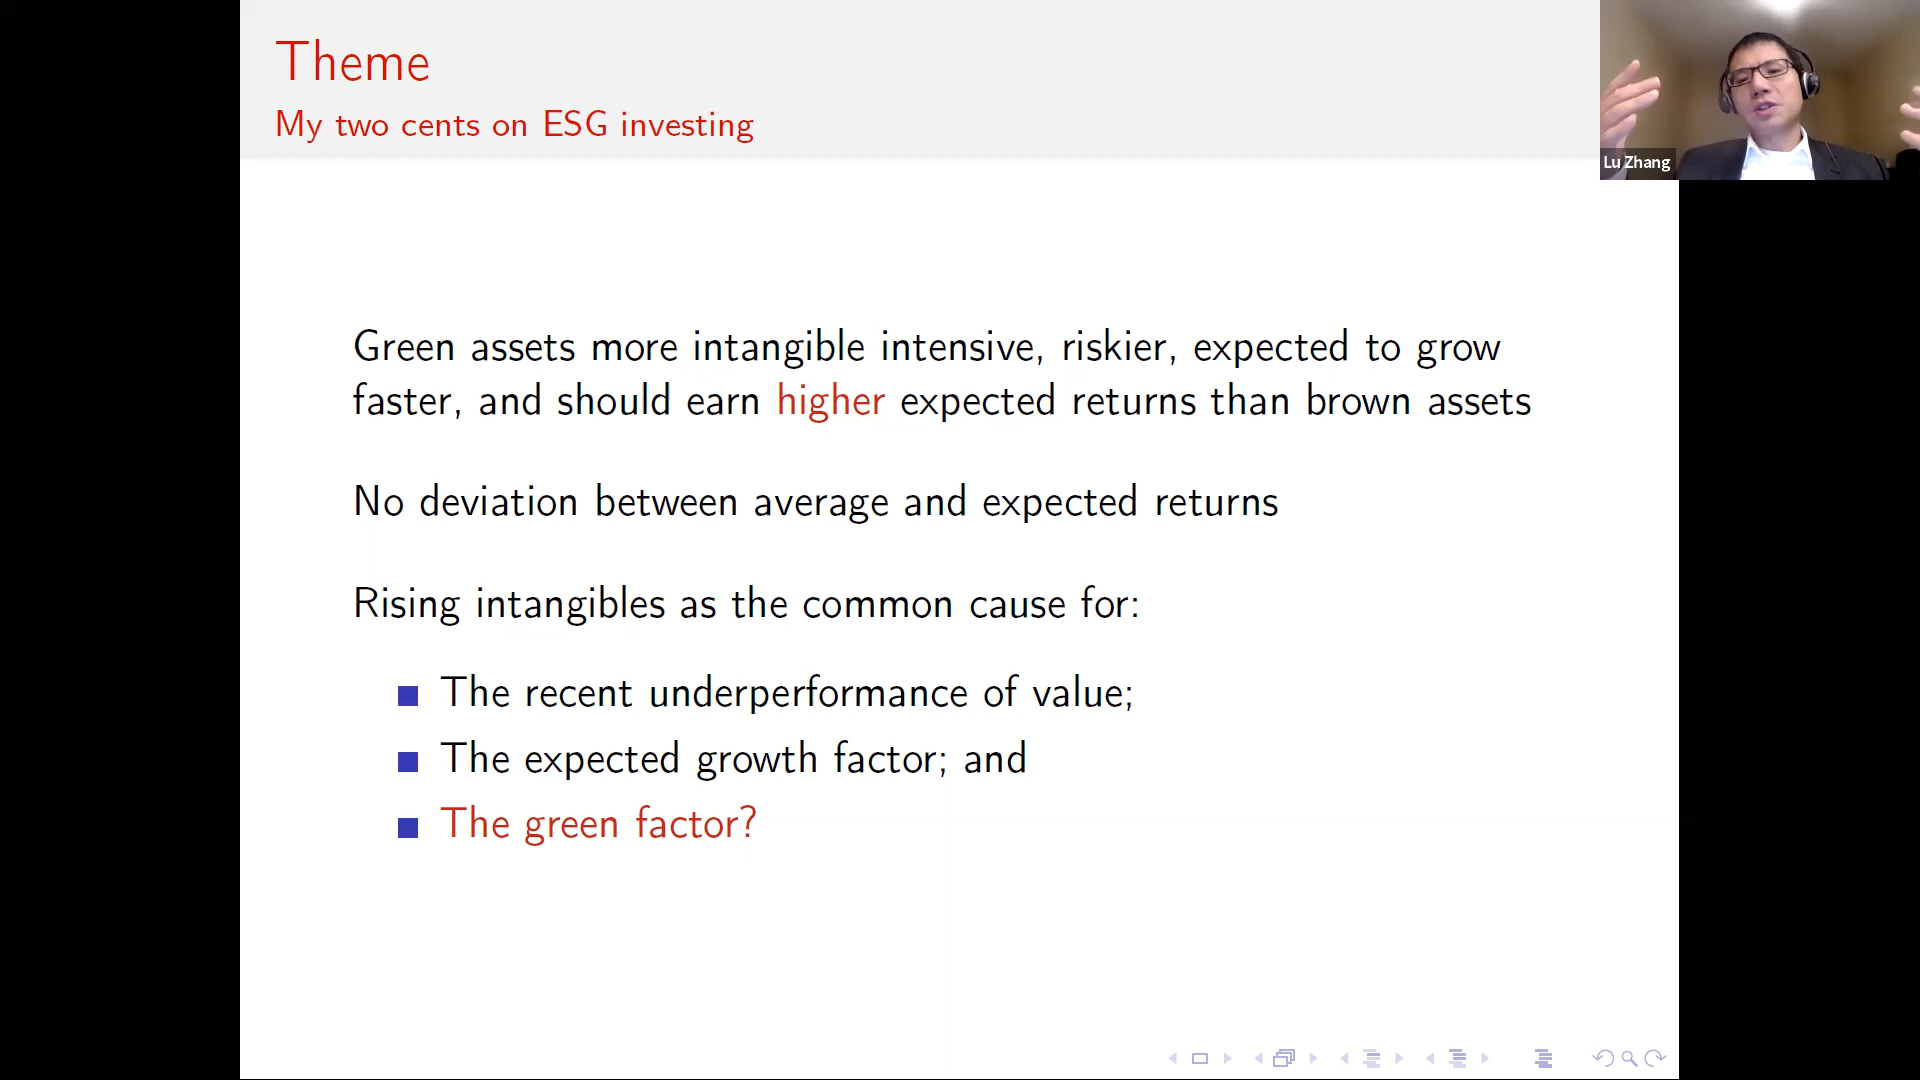 Theme
My two cents on ESG investing
Lu Zhang
Green assets more intangible intensive, riskier, expected to grow
faster, and should earn higher expected returns than brown assets
No deviation between average and expected returns
Rising intangibles as the common cause for:
The recent underperformance of value;
The expected growth factor; and
The green factor?